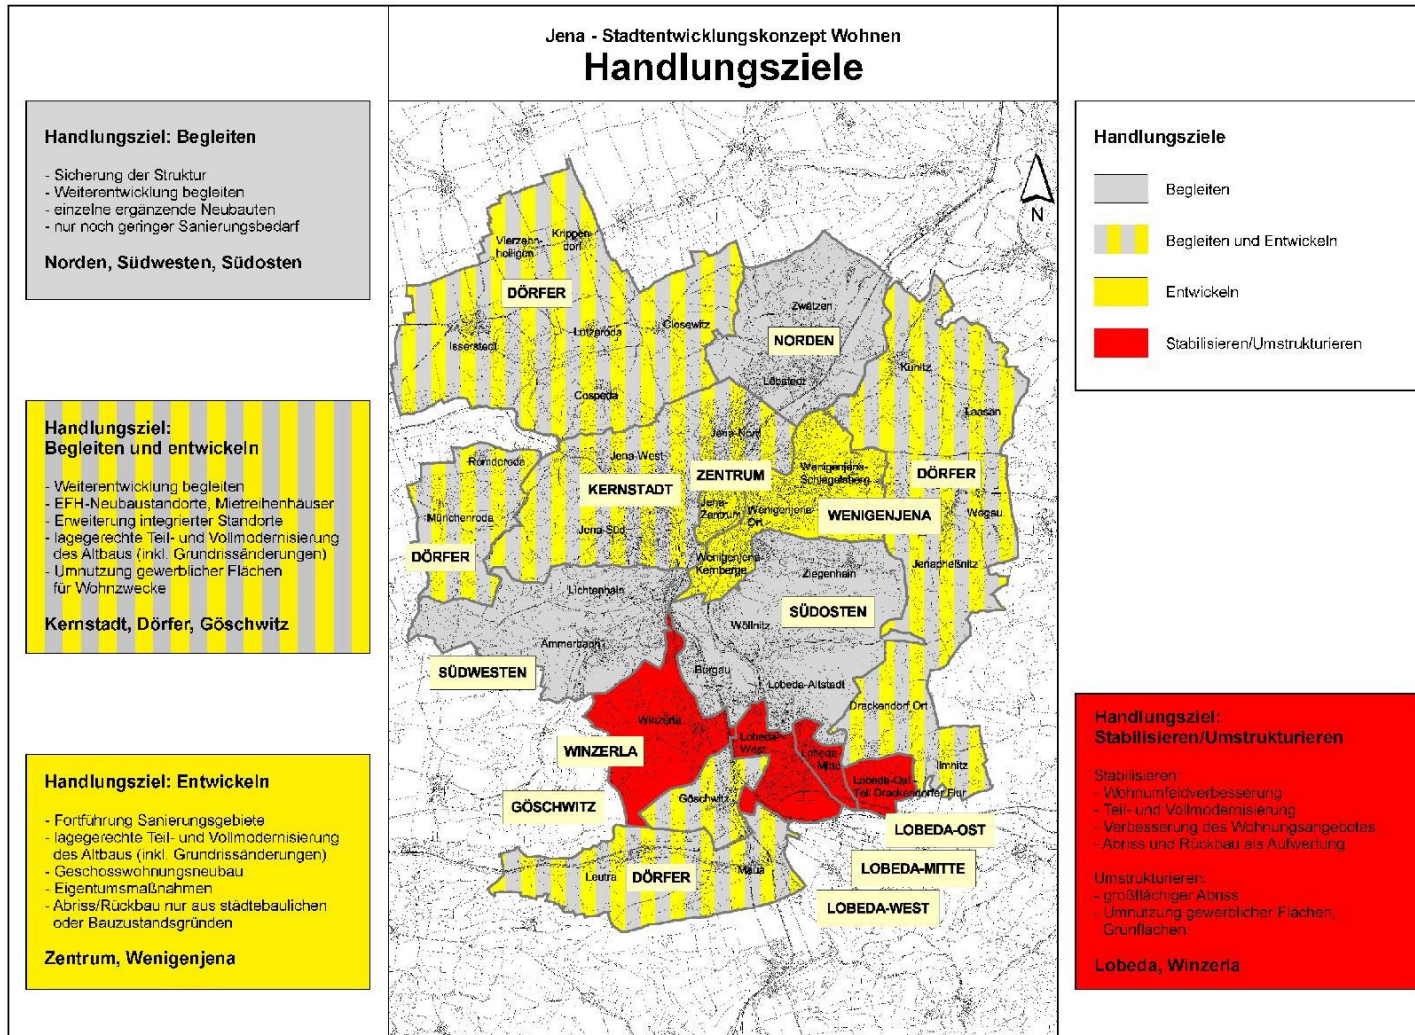 Jena - Stadtentwicklungskonzept Wohnen
Handlungsziele
Handlungsziel: Begleiten
- Sicherung der Struktur
- Weiterentwicklung begleiten
- einzelne ergänzende Neubauten
- nur noch geringer Sanierungsbedarf
Norden, Südwesten, Südosten
Handlungsziel:
Begleiten und entwickeln
- Weiterentwicklung begleiten
- EFH-Neubaustandorte, Mietreihenhäuser
- Erweiterung integrierter Standorte
- lagegerechte Teil- und Vollmodernisierung
des Altbaus (inkl. Grundrissänderungen)
- Umnutzung gewerblicher Flächen
für Wohnzwecke
Kernstadt, Dörfer, Göschwitz
Handlungsziel: Entwickeln
- Fortführung Sanierungsgebiete
- lagegerechte Teil- und Vollmodernisierung
des Altbaus (inkl. Grundrissänderungen)
- Geschosswohnungsneubau
- Eigentumsmaßnahmen
- Abriss/Rückbau nur aus städtebaulichen
oder Bauzustandsgründen
Zentrum, Wenigenjena
N
Krippen-
dorf
Vierzehn-
heiligen
DÖRFER
Zwätzen
Closewitz
Lützeroda
NORDEN
Isserstedt
Kunitz
Löbstedt
Cospeda
Laasan
Jena-Nord
Jena-West
Remderoda
ZENTRUM
Wenigenjena-
Schlegelsberg
DÖRFER
KERNSTADT
Jena-
Zentrum
Wenigenjena-
Ort
WENIGENJENA
Wogau
Münchenroda
Jena-Süd
DÖRFER
Wenigenjena-
Kernberge
Jenaprießnitz
Ziegenhain
Lichtenhain
SÜDOSTEN
Wöllnitz
Ammerbach
SÜDWESTEN
Burgau
Lobeda-Altstadt
Drackendorf Ort
Winzerla
WINZERLA
Lobeda-
West
Lobeda-
Mitte
Ilmnitz
Lobeda-Ost -
Teil Drackendorfer Flur
GÖSCHWITZ
Göschwitz
LOBEDA-OST
LOBEDA-MITTE
Leutra
DÖRFER
Maua
LOBEDA-WEST
Handlungsziele
Begleiten
Begleiten und Entwickeln
Entwickeln
Stabilisieren/Umstrukturieren
Handlungsziel:
Stabilisieren/Umstrukturieren
Stabilisieren:
- Wohnumfeldverbesserung
- Teil- und Vollmodernisierung
- Verbesserung des Wohnungsangebotes
- Abriss und Rückbau als Aufwertung
Umstrukturieren:
- großflächiger Abriss
- Umnutzung gewerblicher Flächen,
Grünflächen
Lobeda, Winzerla